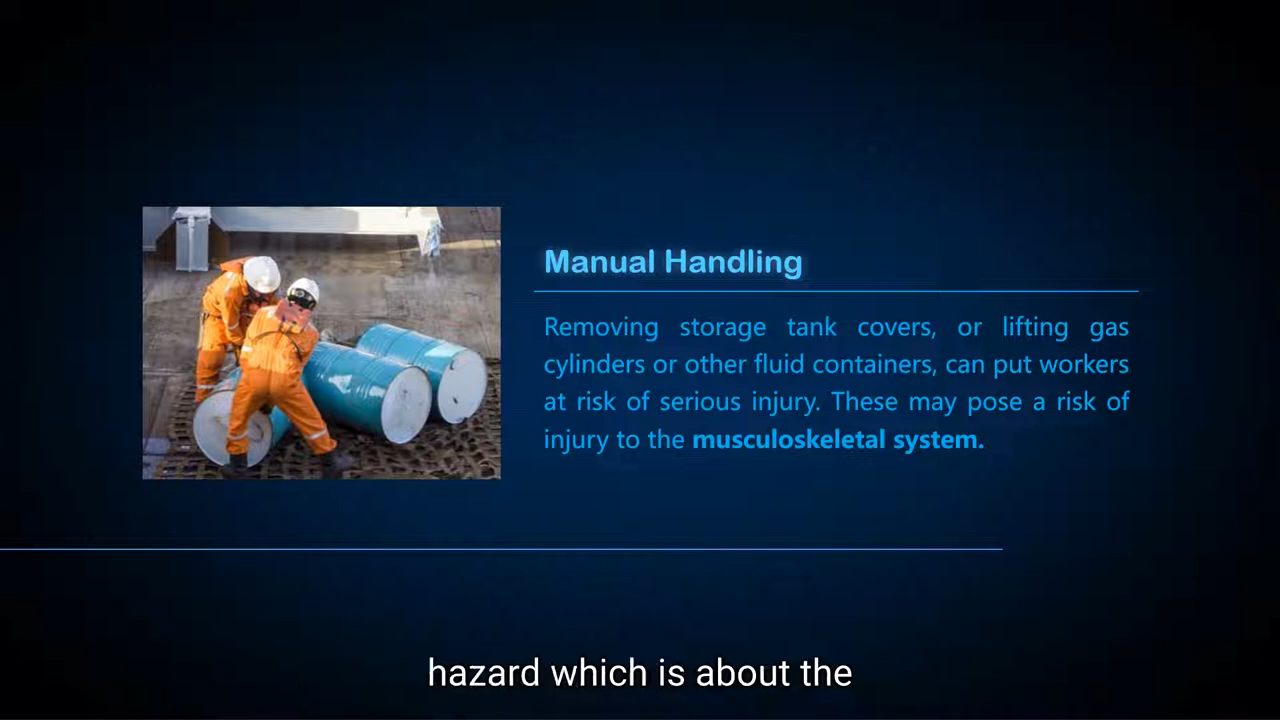 Manual Handling
Removing storage tank covers, or lifting gas
cylinders or other fluid containers, can put workers
at risk of serious injury. These may pose a risk of
injury to the musculoskeletal system.
hazard which is about the